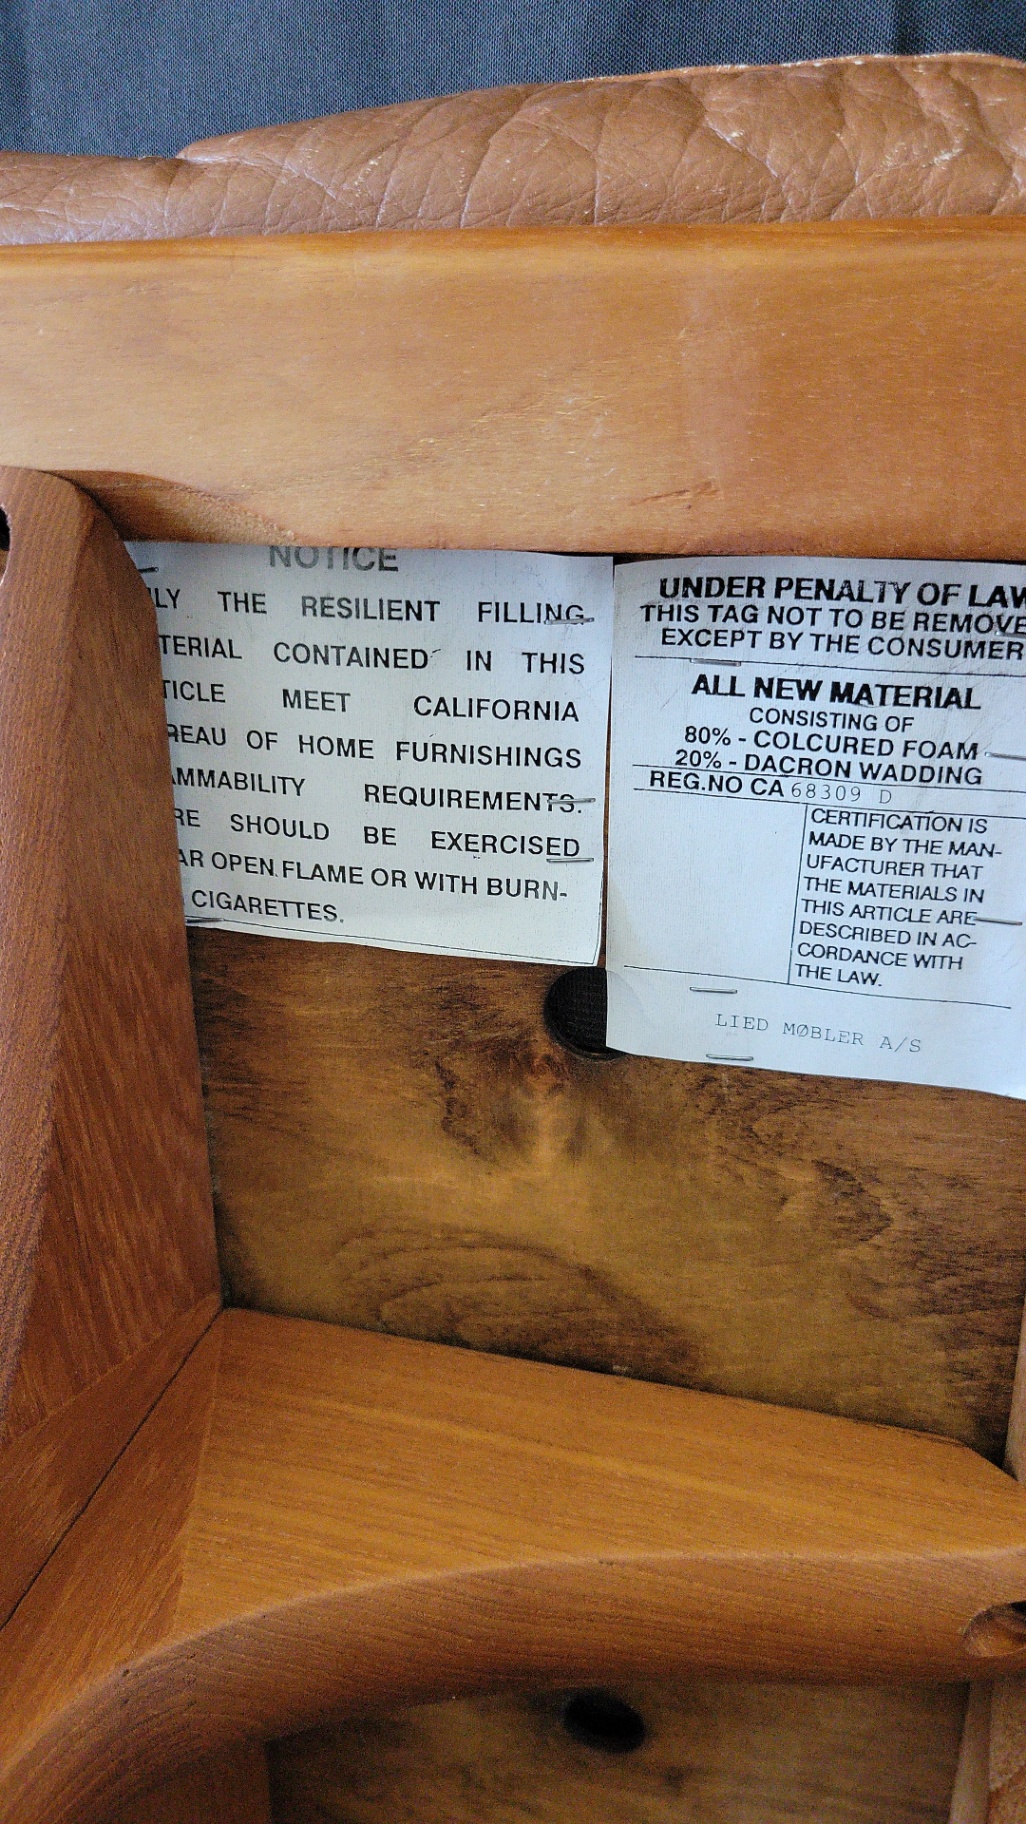 NOTICE
LY THE RESILIENT FILLING
TERIAL CONTAINED IN THIS
TICLE MEET CALIFORNIA
REAU OF HOME FURNISHINGS
AMMABILITY REQUIREMENTS.
RE SHOULD BE EXERCISED
AR OPEN FLAME OR WITH BURN-
CIGARETTES.
UNDER PENALTY OF LAW
THIS TAG NOT TO BE REMOVE
EXCEPT BY THE CONSUMER
ALL NEW MATERIAL
CONSISTING OF
80% - COLCURED FOAM
20% - DACRON WADDING
REG.NO CA 68309 D
CERTIFICATION IS
MADE BY THE MAN-
UFACTURER THAT
THE MATERIALS IN
THIS ARTICLE ARE
DESCRIBED IN AC-
CORDANCE WITH
THE LAW.
LIED MØBLER A/S